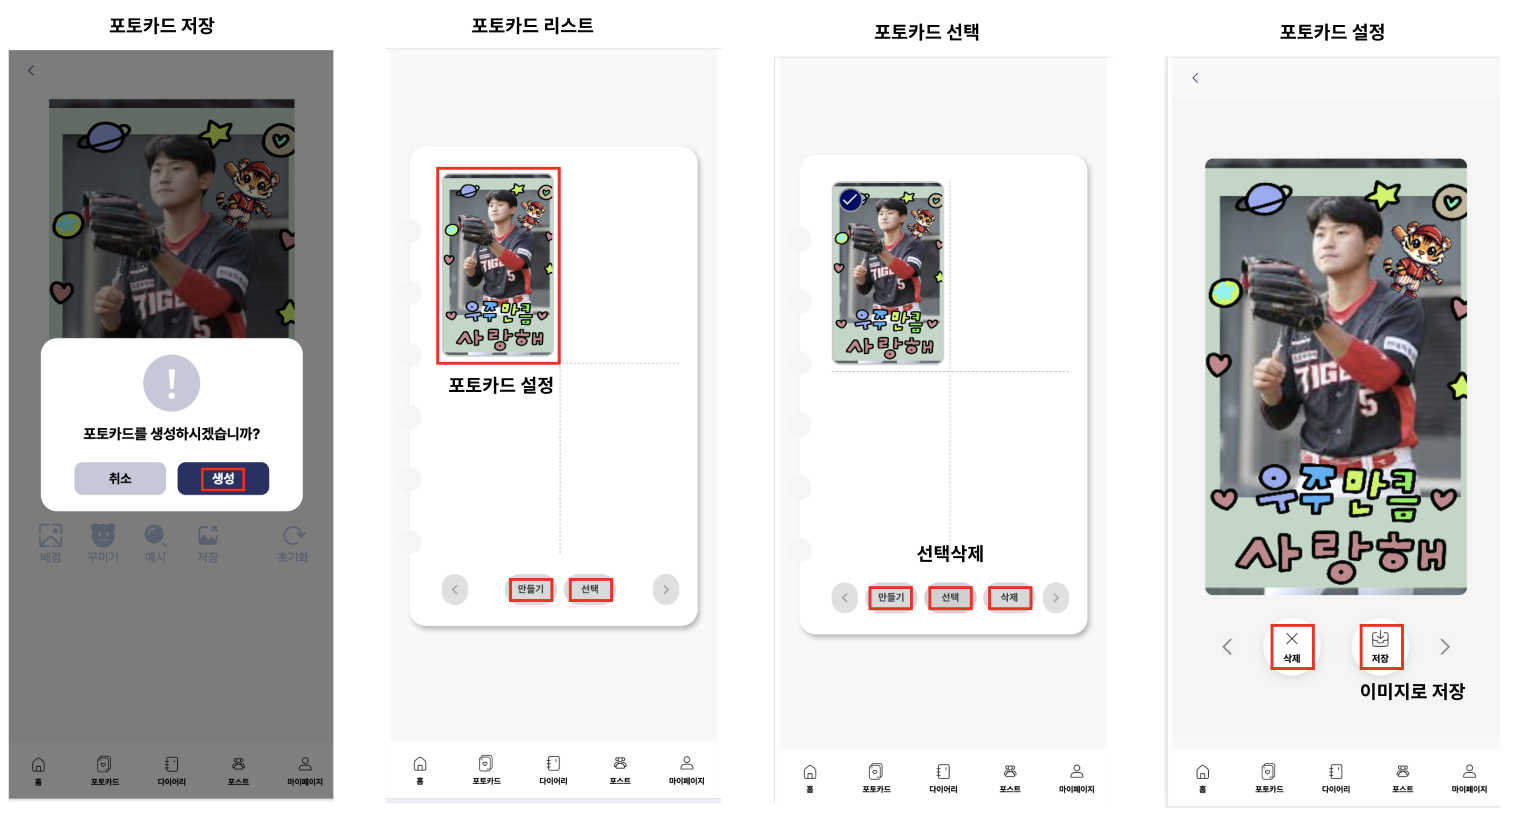 포토카드 저장
TIGE
5
포토카드를 생성하시겠습니까?
취소
생성
배경
꾸미기
예시
저장
초기화
홈
포토카드
다이어리
포스트
마이페이지
포토카드 리스트
TIG
5
우주만큼
사랑해
포토카드 설정
만들기
선택
홈
포토카드
다이어리
포스트
마이페이지
포토카드 선택
TIG
5
우주만큼
사랑해
선택삭제
만들기
선택
삭제
홈
포토카드
다이어리
포스트
마이페이지
포토카드 설정
TIGE
5
우주만큼
사랑해
삭제
저장
이미지로 저장
홈
포토카드
다이어리
포스트
마이페이지